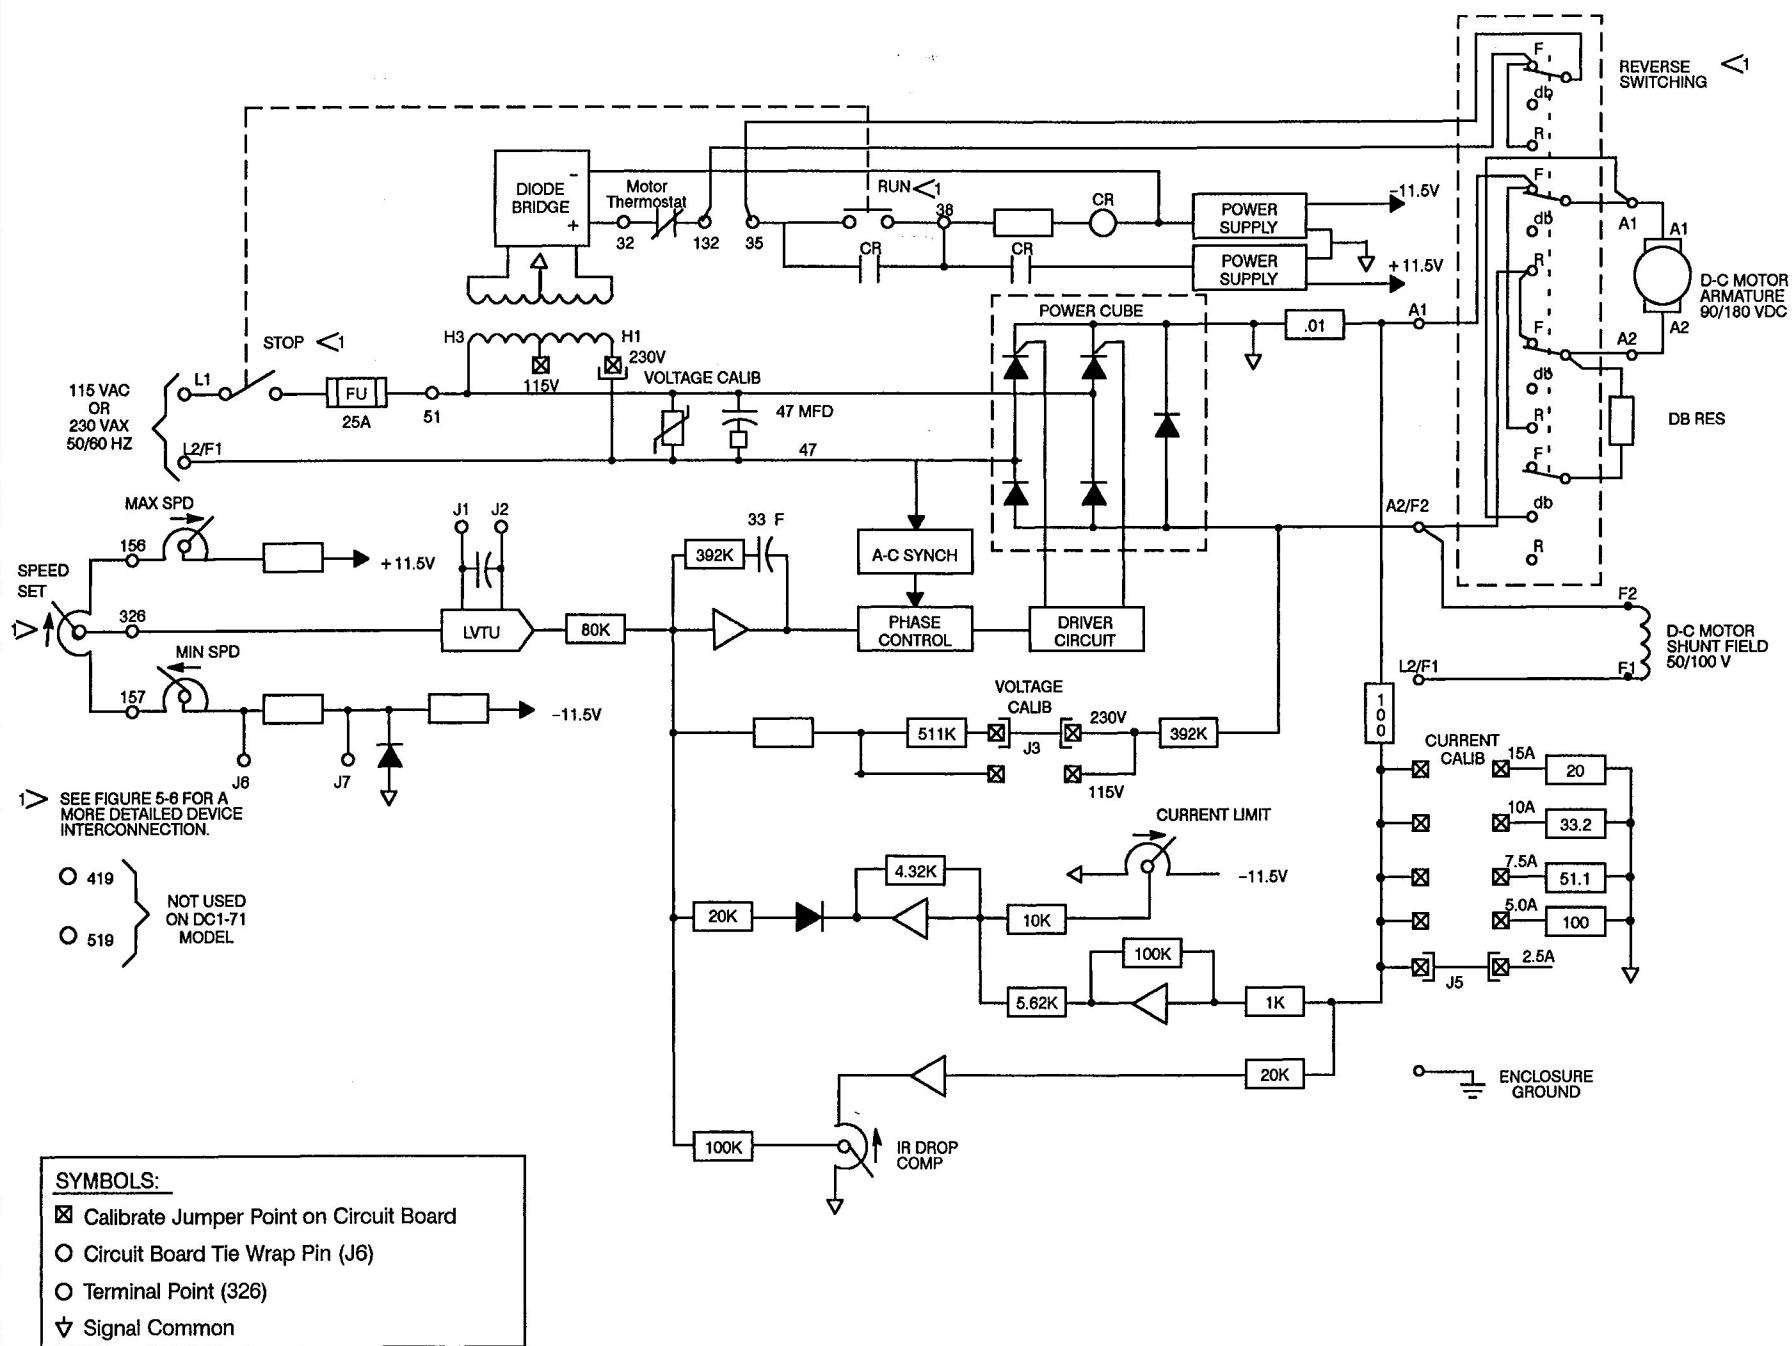 REVERSE
SWITCHING
<1
F
db
R
DIODE
BRIDGE
-
+
Motor
Thermostat
32
132
35
RUN <1
38
CR
CR
CR
POWER
SUPPLY
-11.5V
POWER
SUPPLY
+ 11.5V
F
db
R
A1
A1
D-C MOTOR
ARMATURE
90/180 VDC
A2
A2
F
db
R
DB RES
F
db
R
STOP <1
H3
H1
230V
115V
VOLTAGE CALIB
POWER CUBE
.01
A1
115 VAC
OR
230 VAX
50/60 HZ
L1
FU
25A
51
47 MFD
L2/F1
47
A2/F2
MAX SPD
156
+ 11.5V
SPEED
SET
1>
326
J1
J2
LVTU
80K
392K
33 F
A-C SYNCH
PHASE
CONTROL
DRIVER
CIRCUIT
F2
D-C MOTOR
SHUNT FIELD
50/100 V
F1
L2/F1
MIN SPD
157
-11.5V
J6
J7
VOLTAGE
CALIB
511K
J3
230V
392K
115V
100
CURRENT
CALIB
15A
20
10A
33.2
7.5A
51.1
5.0A
100
J5
2.5A
1> SEE FIGURE 5-6 FOR A
MORE DETAILED DEVICE
INTERCONNECTION.
419
519
NOT USED
ON DC1-71
MODEL
CURRENT LIMIT
-11.5V
4.32K
20K
10K
100K
5.62K
1K
20K
100K
IR DROP
COMP
ENCLOSURE
GROUND
SYMBOLS:
Calibrate Jumper Point on Circuit Board
Circuit Board Tie Wrap Pin (J6)
Terminal Point (326)
Signal Common